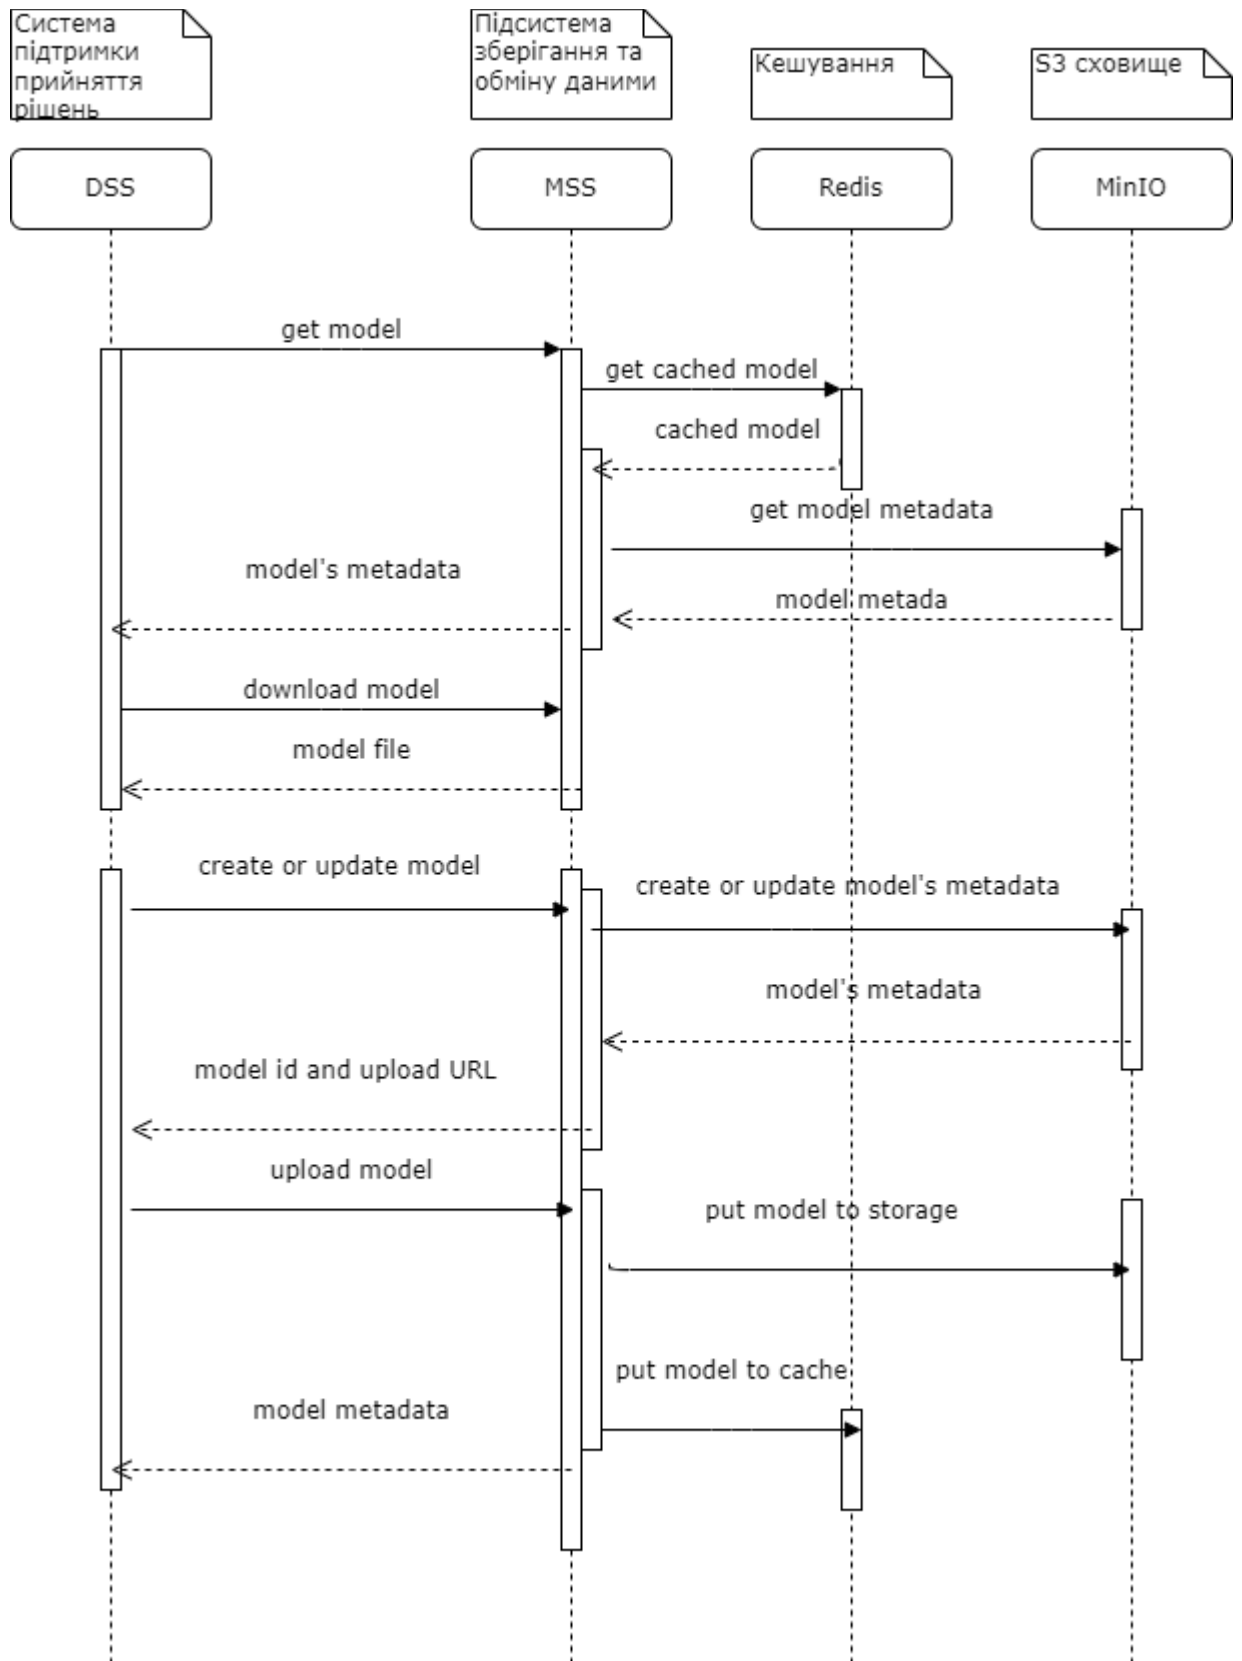 Система
підтримки
прийняття
рішень
Підсистема
зберігання та
обміну даними
Кешування
S3 сховище
DSS
MSS
Redis
MinIO
get model
get cached model
cached model
get model metadata
model's metadata
model metada
download model
model file
create or update model
create or update model's metadata
model's metadata
model id and upload URL
upload model
put model to storage
put model to cache
model metadata